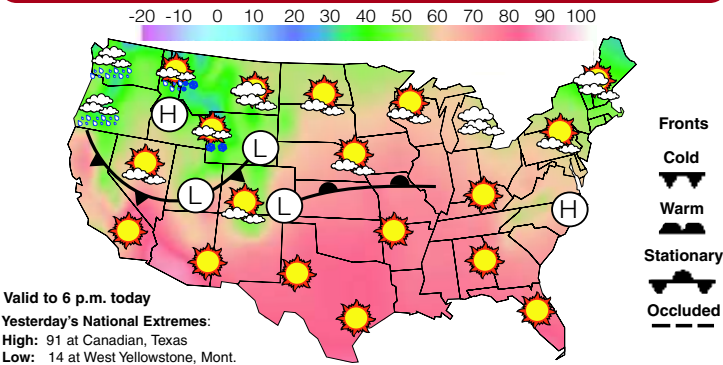 -20 -10 0 10 20 30 40 50 60 70 80 90 100
H
L
L
L
H
Fronts
Cold
Warm
Stationary
Occluded
Valid to 6 p.m. today
Yesterday's National Extremes:
High: 91 at Canadian, Texas
Low: 14 at West Yellowstone, Mont.